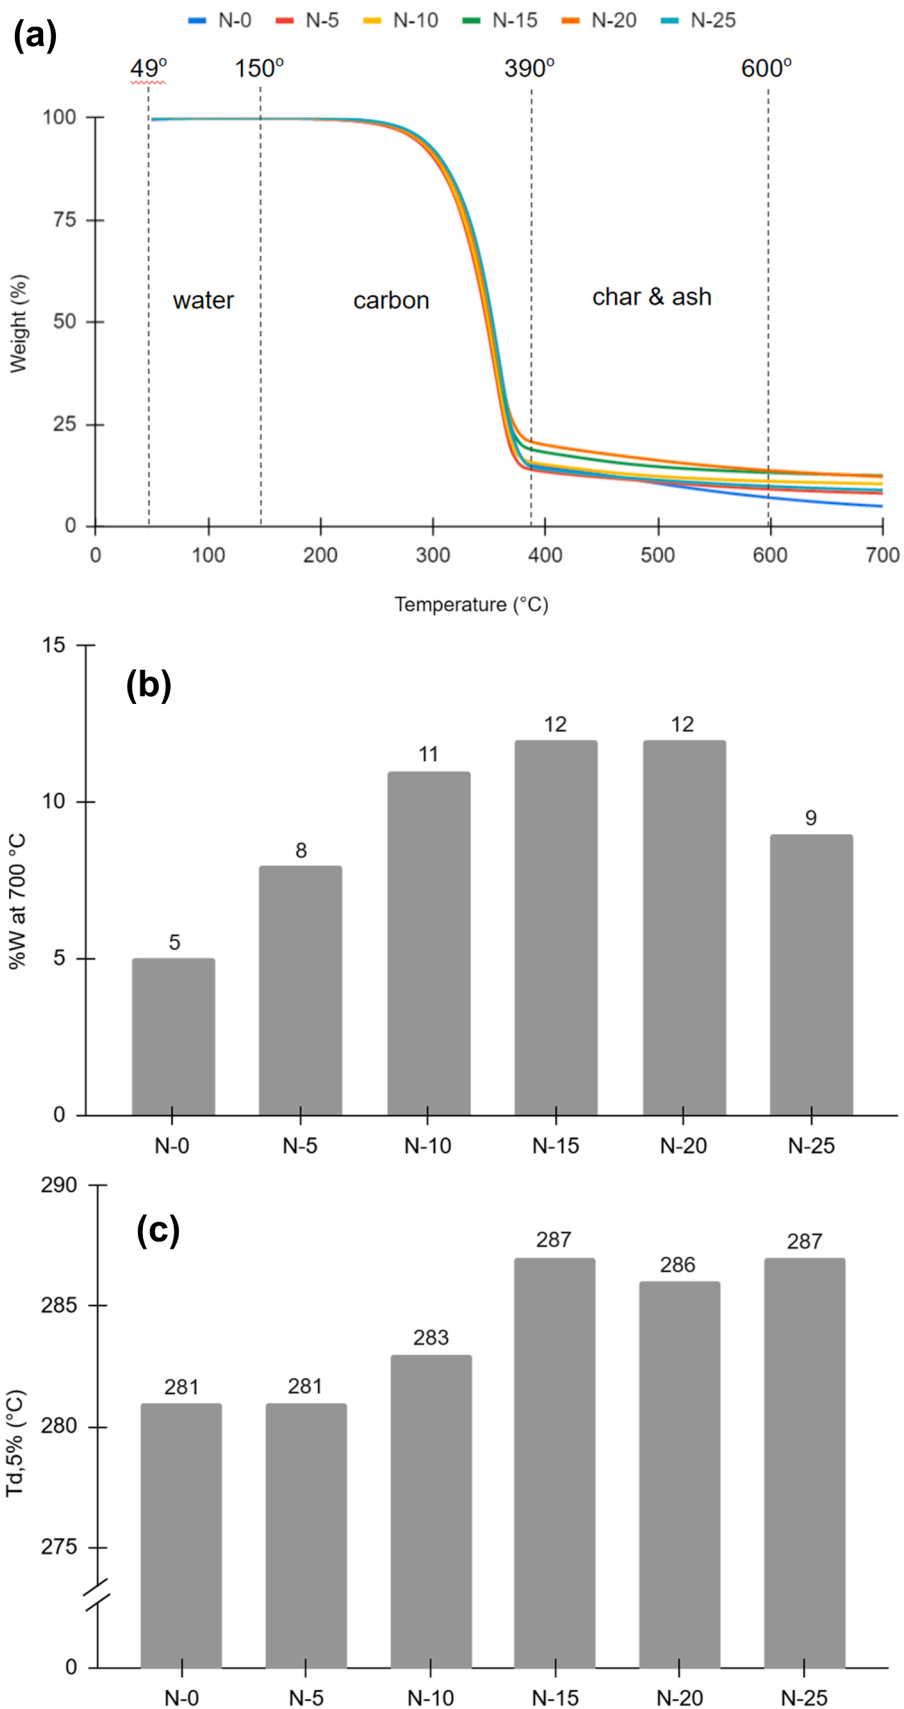 (a)
N-0 N-5 N-10 N-15 N-20 N-25
49° 150° 390° 600°
100
75
50
25
0
Weight (%)
water carbon char & ash
0 100 200 300 400 500 600 700
Temperature (°C)
(b)
15
10
5
0
%W at 700 °C
5 8 11 12 12 9
N-0 N-5 N-10 N-15 N-20 N-25
(c)
290
285
280
275
0
Td,5% (°C)
281 281 283 287 286 287
N-0 N-5 N-10 N-15 N-20 N-25